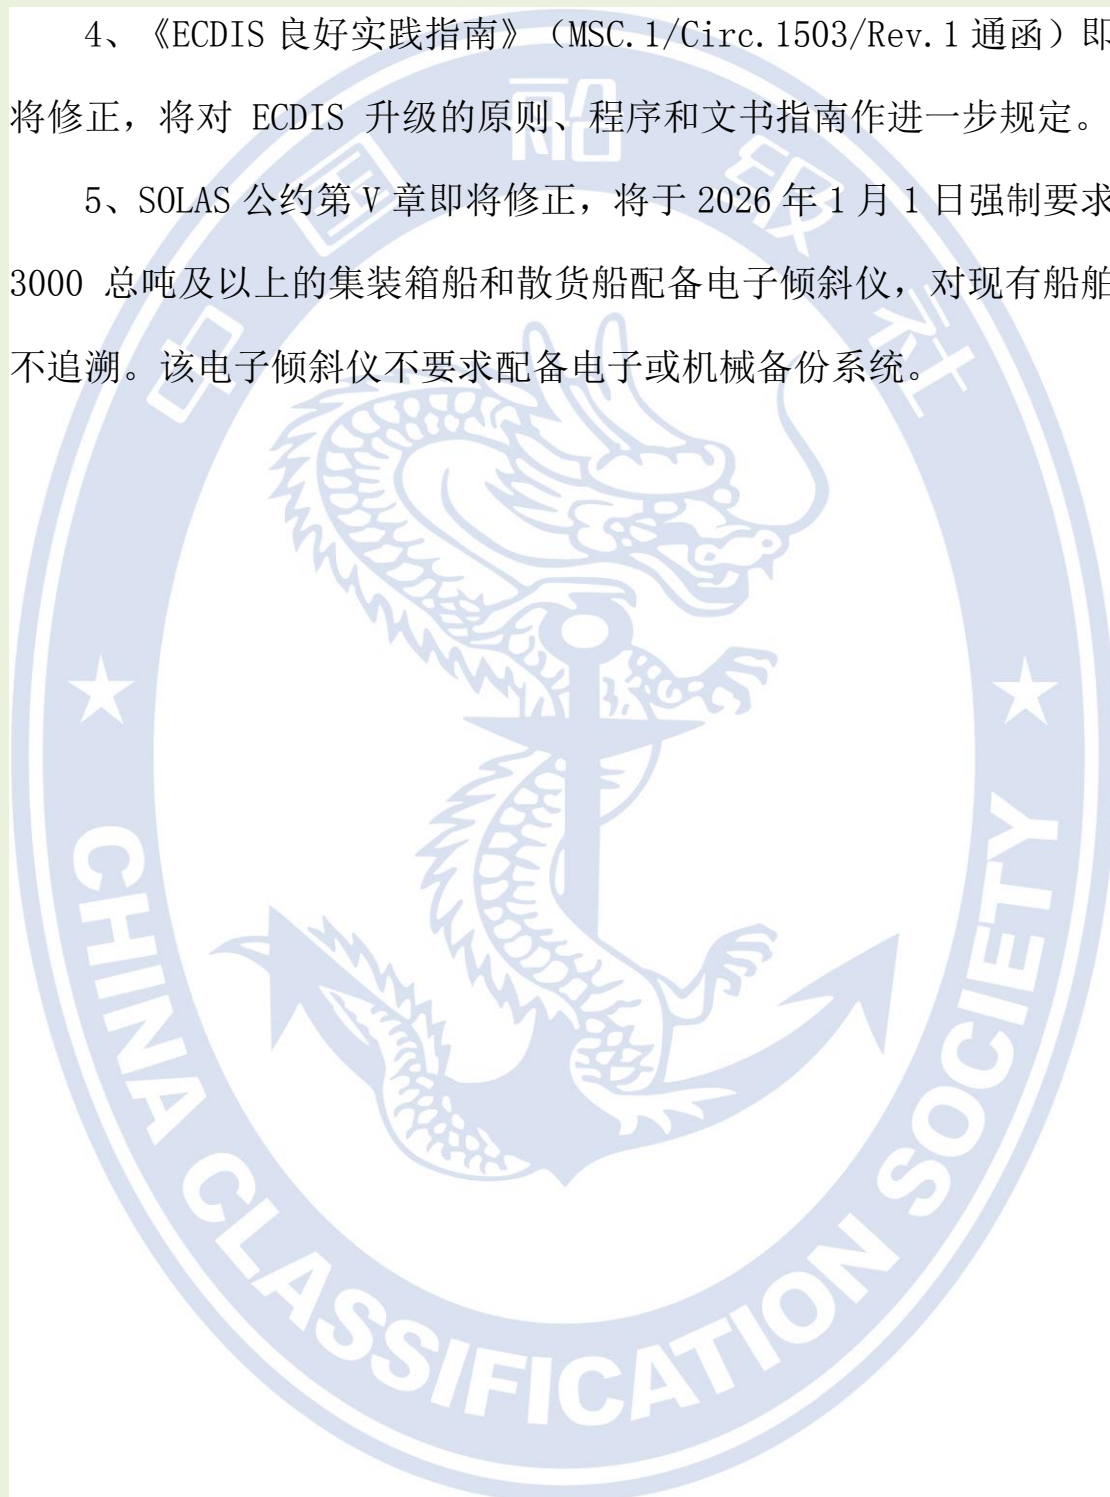 4、《ECDIS 良好实践指南》（MSC.1/Circ.1503/Rev.1 通函）即
将修正，将对 ECDIS 升级的原则、程序和文书指南作进一步规定。
5、SOLAS 公约第 V 章即将修正，将于 2026 年 1 月 1 日强制要求
3000 总吨及以上的集装箱船和散货船配备电子倾斜仪，对现有船舶
不追溯。该电子倾斜仪不要求配备电子或机械备份系统。
中国船级社
CHINA CLASSIFICATION SOCIETY